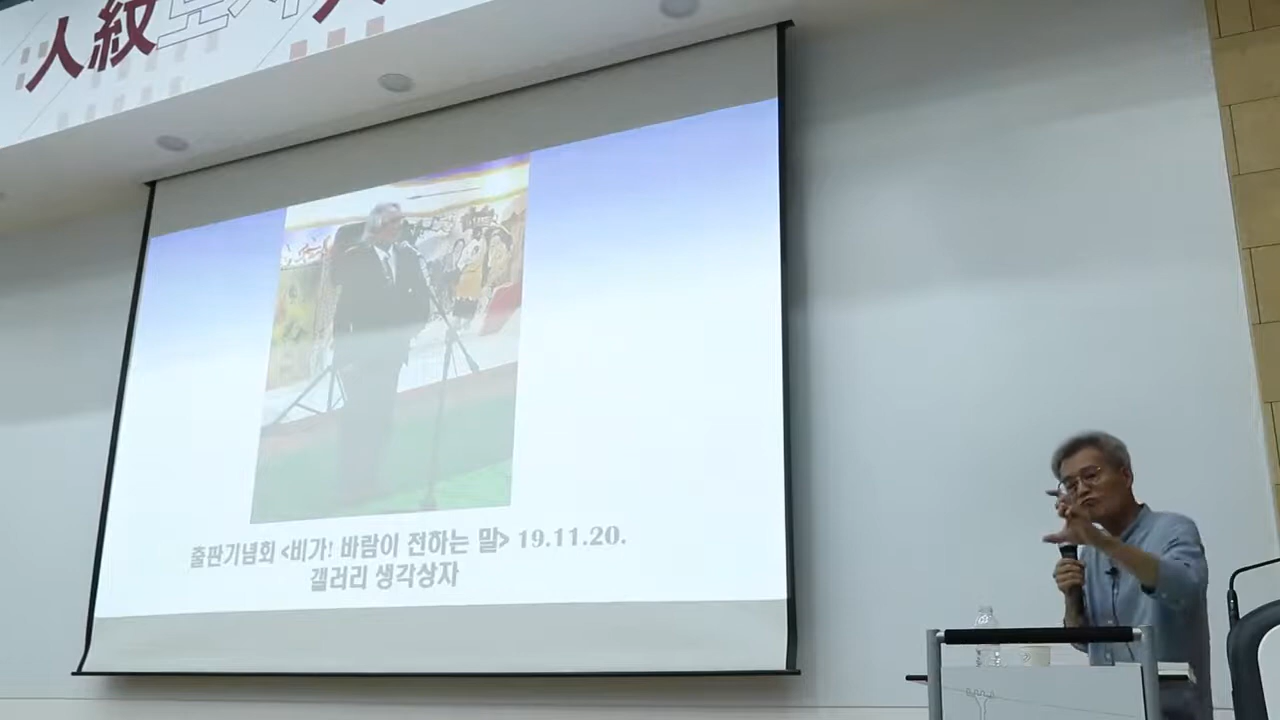 人紋
출판기념회 <비가! 바람이 전하는 말> 19.11.20.
갤러리 생각상자